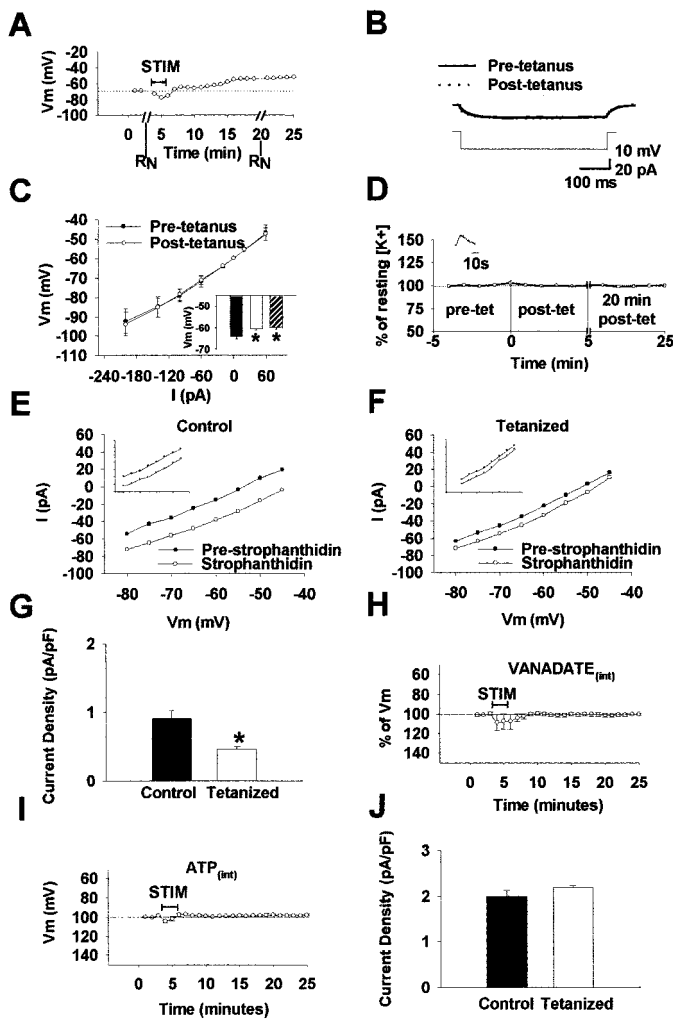 A
Vm (mV)
-20
-40
-60
-80
-100
STIM
0 5 10 15 20 25
RN Time (min) RN
B
Pre-tetanus
Post-tetanus
10 mV
20 pA
100 ms
C
Vm (mV)
-40
-50
-60
-70
-80
-90
-100
-110
Pre-tetanus
Post-tetanus
Vm (mV)
-50
-60
-70
* *
-240 -180 -120 -60 0 60
I (pA)
D
% of resting [K+]
150
125
100
75
50
10s
pre-tet post-tet 20 min
post-tet
-5 0 5 25
Time (min)
E
Control
I (pA)
60
40
20
0
-20
-40
-60
-80
-100
Pre-strophanthidin
Strophanthidin
-80 -70 -60 -50 -40
Vm (mV)
F
Tetanized
I (pA)
60
40
20
0
-20
-40
-60
-80
-100
Pre-strophanthidin
Strophanthidin
-80 -70 -60 -50 -40
Vm (mV)
G
Current Density (pA/pF)
2
1
0
*
Control Tetanized
H
VANADATE(int)
% of Vm
60
80
100
120
140
STIM
0 5 10 15 20 25
Time (minutes)
I
ATP(int)
Vm (mV)
60
80
100
120
140
STIM
0 5 10 15 20 25
Time (minutes)
J
Current Density (pA/pF)
3
2
1
0
Control Tetanized